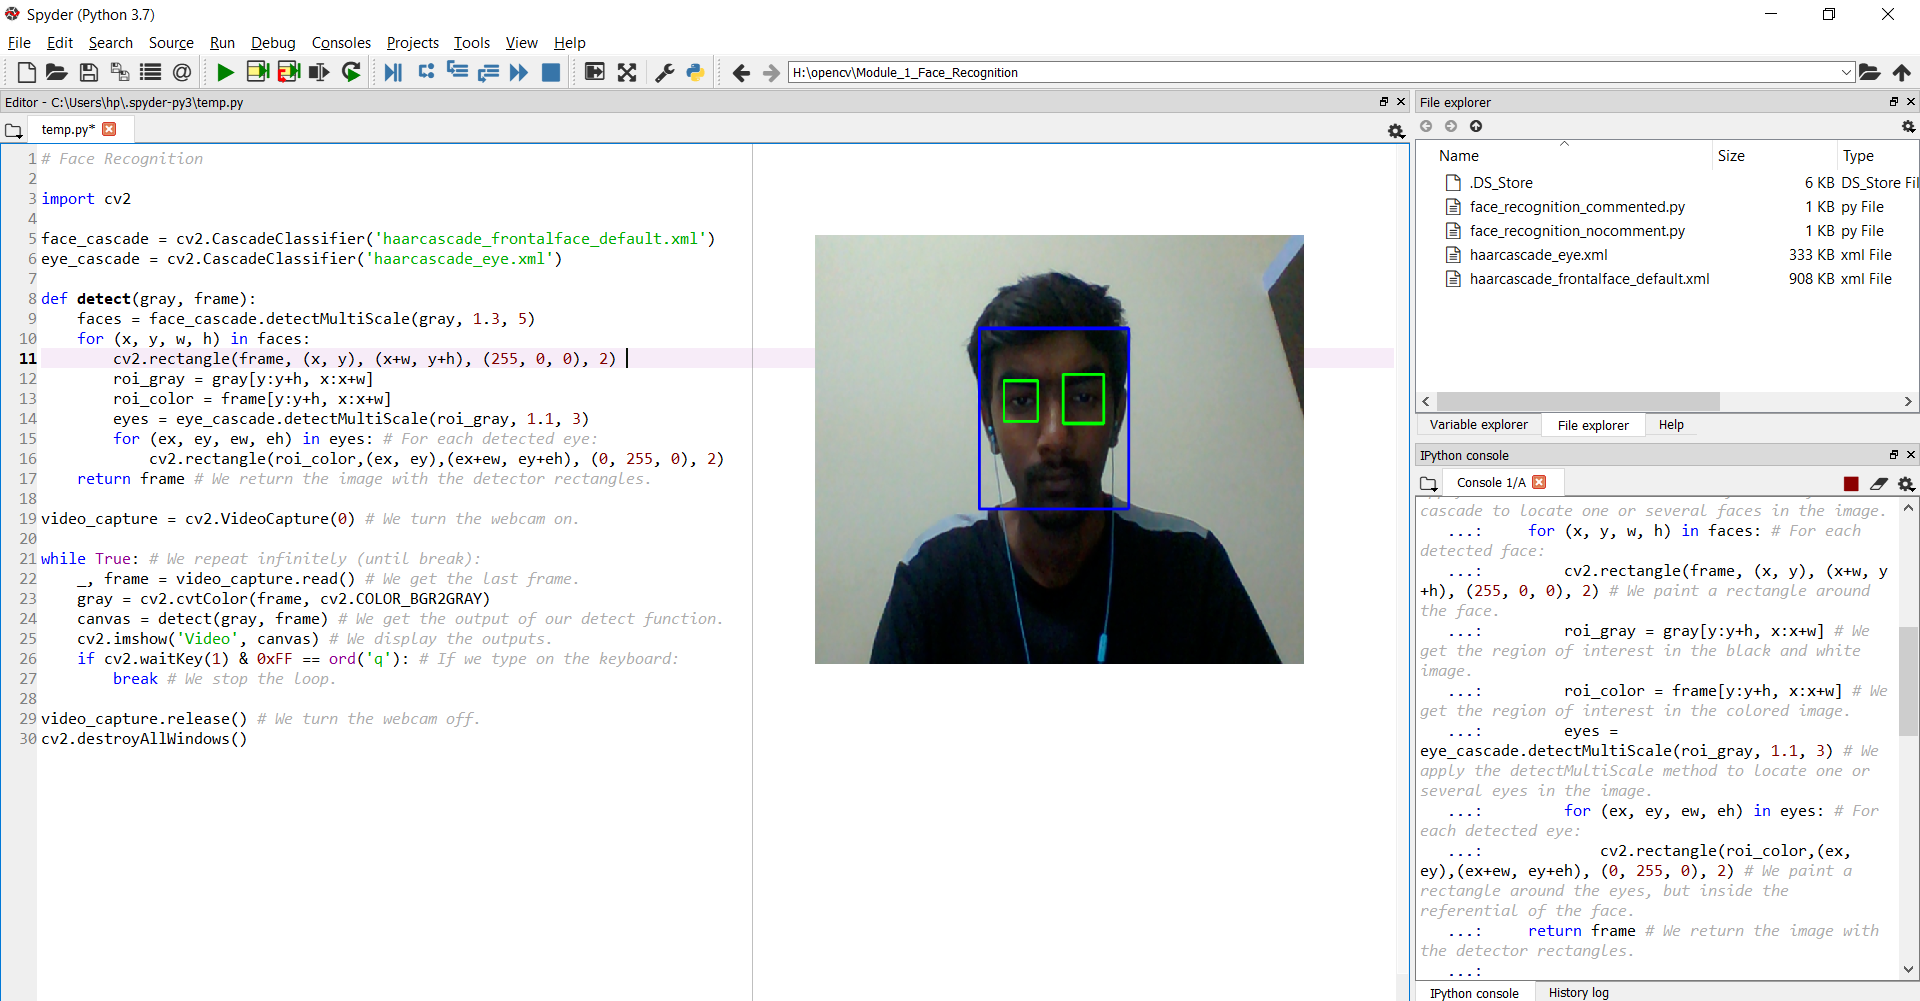 Spyder (Python 3.7)
File Edit Search Source Run Debug Consoles Projects Tools View Help
H:\opencv\Module_1_Face_Recognition
Editor - C:\Users\hp\.spyder-py3\temp.py
temp.py*
1 # Face Recognition
2
3 import cv2
4
5 face_cascade = cv2.CascadeClassifier('haarcascade_frontalface_default.xml')
6 eye_cascade = cv2.CascadeClassifier('haarcascade_eye.xml')
7
8 def detect(gray, frame):
9     faces = face_cascade.detectMultiScale(gray, 1.3, 5)
10     for (x, y, w, h) in faces:
11         cv2.rectangle(frame, (x, y), (x+w, y+h), (255, 0, 0), 2)
12         roi_gray = gray[y:y+h, x:x+w]
13         roi_color = frame[y:y+h, x:x+w]
14         eyes = eye_cascade.detectMultiScale(roi_gray, 1.1, 3)
15         for (ex, ey, ew, eh) in eyes: # For each detected eye:
16             cv2.rectangle(roi_color,(ex, ey),(ex+ew, ey+eh), (0, 255, 0), 2)
17     return frame # We return the image with the detector rectangles.
18
19 video_capture = cv2.VideoCapture(0) # We turn the webcam on.
20
21 while True: # We repeat infinitely (until break):
22     _, frame = video_capture.read() # We get the last frame.
23     gray = cv2.cvtColor(frame, cv2.COLOR_BGR2GRAY)
24     canvas = detect(gray, frame) # We get the output of our detect function.
25     cv2.imshow('Video', canvas) # We display the outputs.
26     if cv2.waitKey(1) & 0xFF == ord('q'): # If we type on the keyboard:
27         break # We stop the loop.
28
29 video_capture.release() # We turn the webcam off.
30 cv2.destroyAllWindows()
File explorer
Name Size Type
.DS_Store 6 KB DS_Store Fil
face_recognition_commented.py 1 KB py File
face_recognition_nocomment.py 1 KB py File
haarcascade_eye.xml 333 KB xml File
haarcascade_frontalface_default.xml 908 KB xml File
Variable explorer File explorer Help
IPython console
Console 1/A
cascade to locate one or several faces in the image.
...:     for (x, y, w, h) in faces: # For each
detected face:
...:         cv2.rectangle(frame, (x, y), (x+w, y
+h), (255, 0, 0), 2) # We paint a rectangle around
the face.
...:         roi_gray = gray[y:y+h, x:x+w] # We
get the region of interest in the black and white
image.
...:         roi_color = frame[y:y+h, x:x+w] # We
get the region of interest in the colored image.
...:         eyes =
eye_cascade.detectMultiScale(roi_gray, 1.1, 3) # We
apply the detectMultiScale method to locate one or
several eyes in the image.
...:         for (ex, ey, ew, eh) in eyes: # For
each detected eye:
...:             cv2.rectangle(roi_color,(ex,
ey),(ex+ew, ey+eh), (0, 255, 0), 2) # We paint a
rectangle around the eyes, but inside the
referential of the face.
...:     return frame # We return the image with
the detector rectangles.
...:
IPython console History log